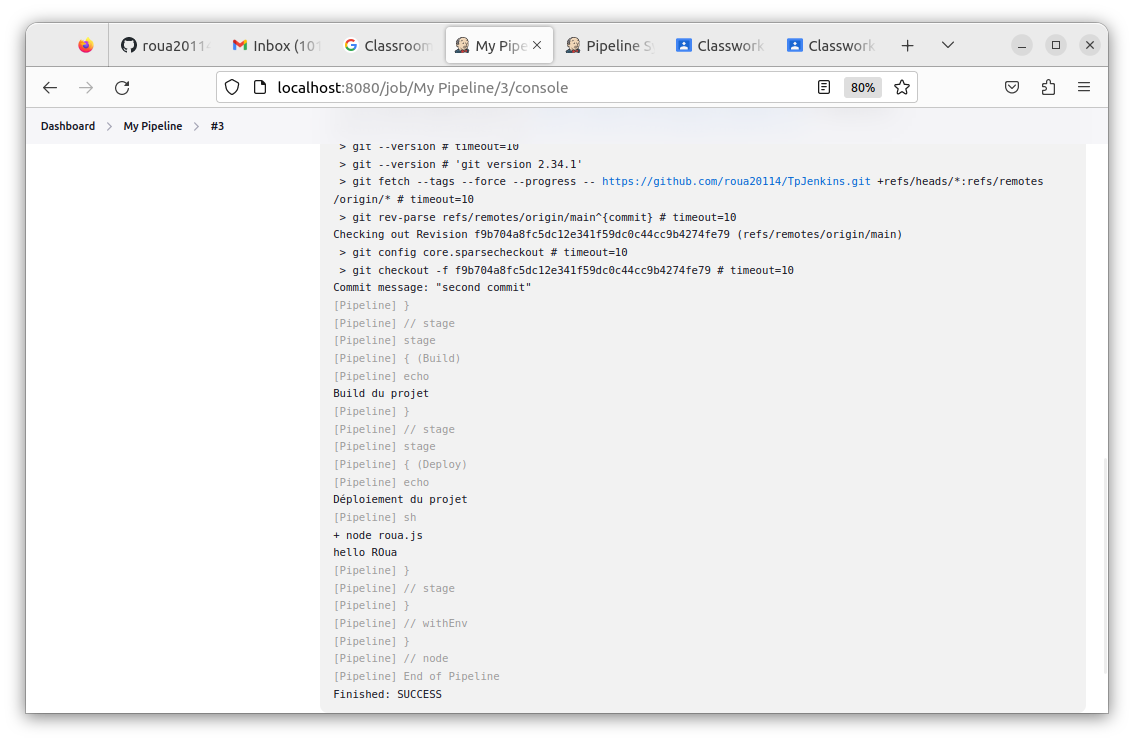 roua20114
Inbox (101
Classroom
My Pipe
Pipeline Sy
Classwork
Classwork
localhost:8080/job/My Pipeline/3/console
80%
Dashboard > My Pipeline > #3
> git --version # timeout=10
> git --version # 'git version 2.34.1'
> git fetch --tags --force --progress -- https://github.com/roua20114/TpJenkins.git +refs/heads/*:refs/remotes
/origin/* # timeout=10
> git rev-parse refs/remotes/origin/main^{commit} # timeout=10
Checking out Revision f9b704a8fc5dc12e341f59dc0c44cc9b4274fe79 (refs/remotes/origin/main)
> git config core.sparsecheckout # timeout=10
> git checkout -f f9b704a8fc5dc12e341f59dc0c44cc9b4274fe79 # timeout=10
Commit message: "second commit"
[Pipeline] }
[Pipeline] // stage
[Pipeline] stage
[Pipeline] { (Build)
[Pipeline] echo
Build du projet
[Pipeline] }
[Pipeline] // stage
[Pipeline] stage
[Pipeline] { (Deploy)
[Pipeline] echo
Déploiement du projet
[Pipeline] sh
+ node roua.js
hello ROua
[Pipeline] }
[Pipeline] // stage
[Pipeline] }
[Pipeline] // withEnv
[Pipeline] }
[Pipeline] // node
[Pipeline] End of Pipeline
Finished: SUCCESS